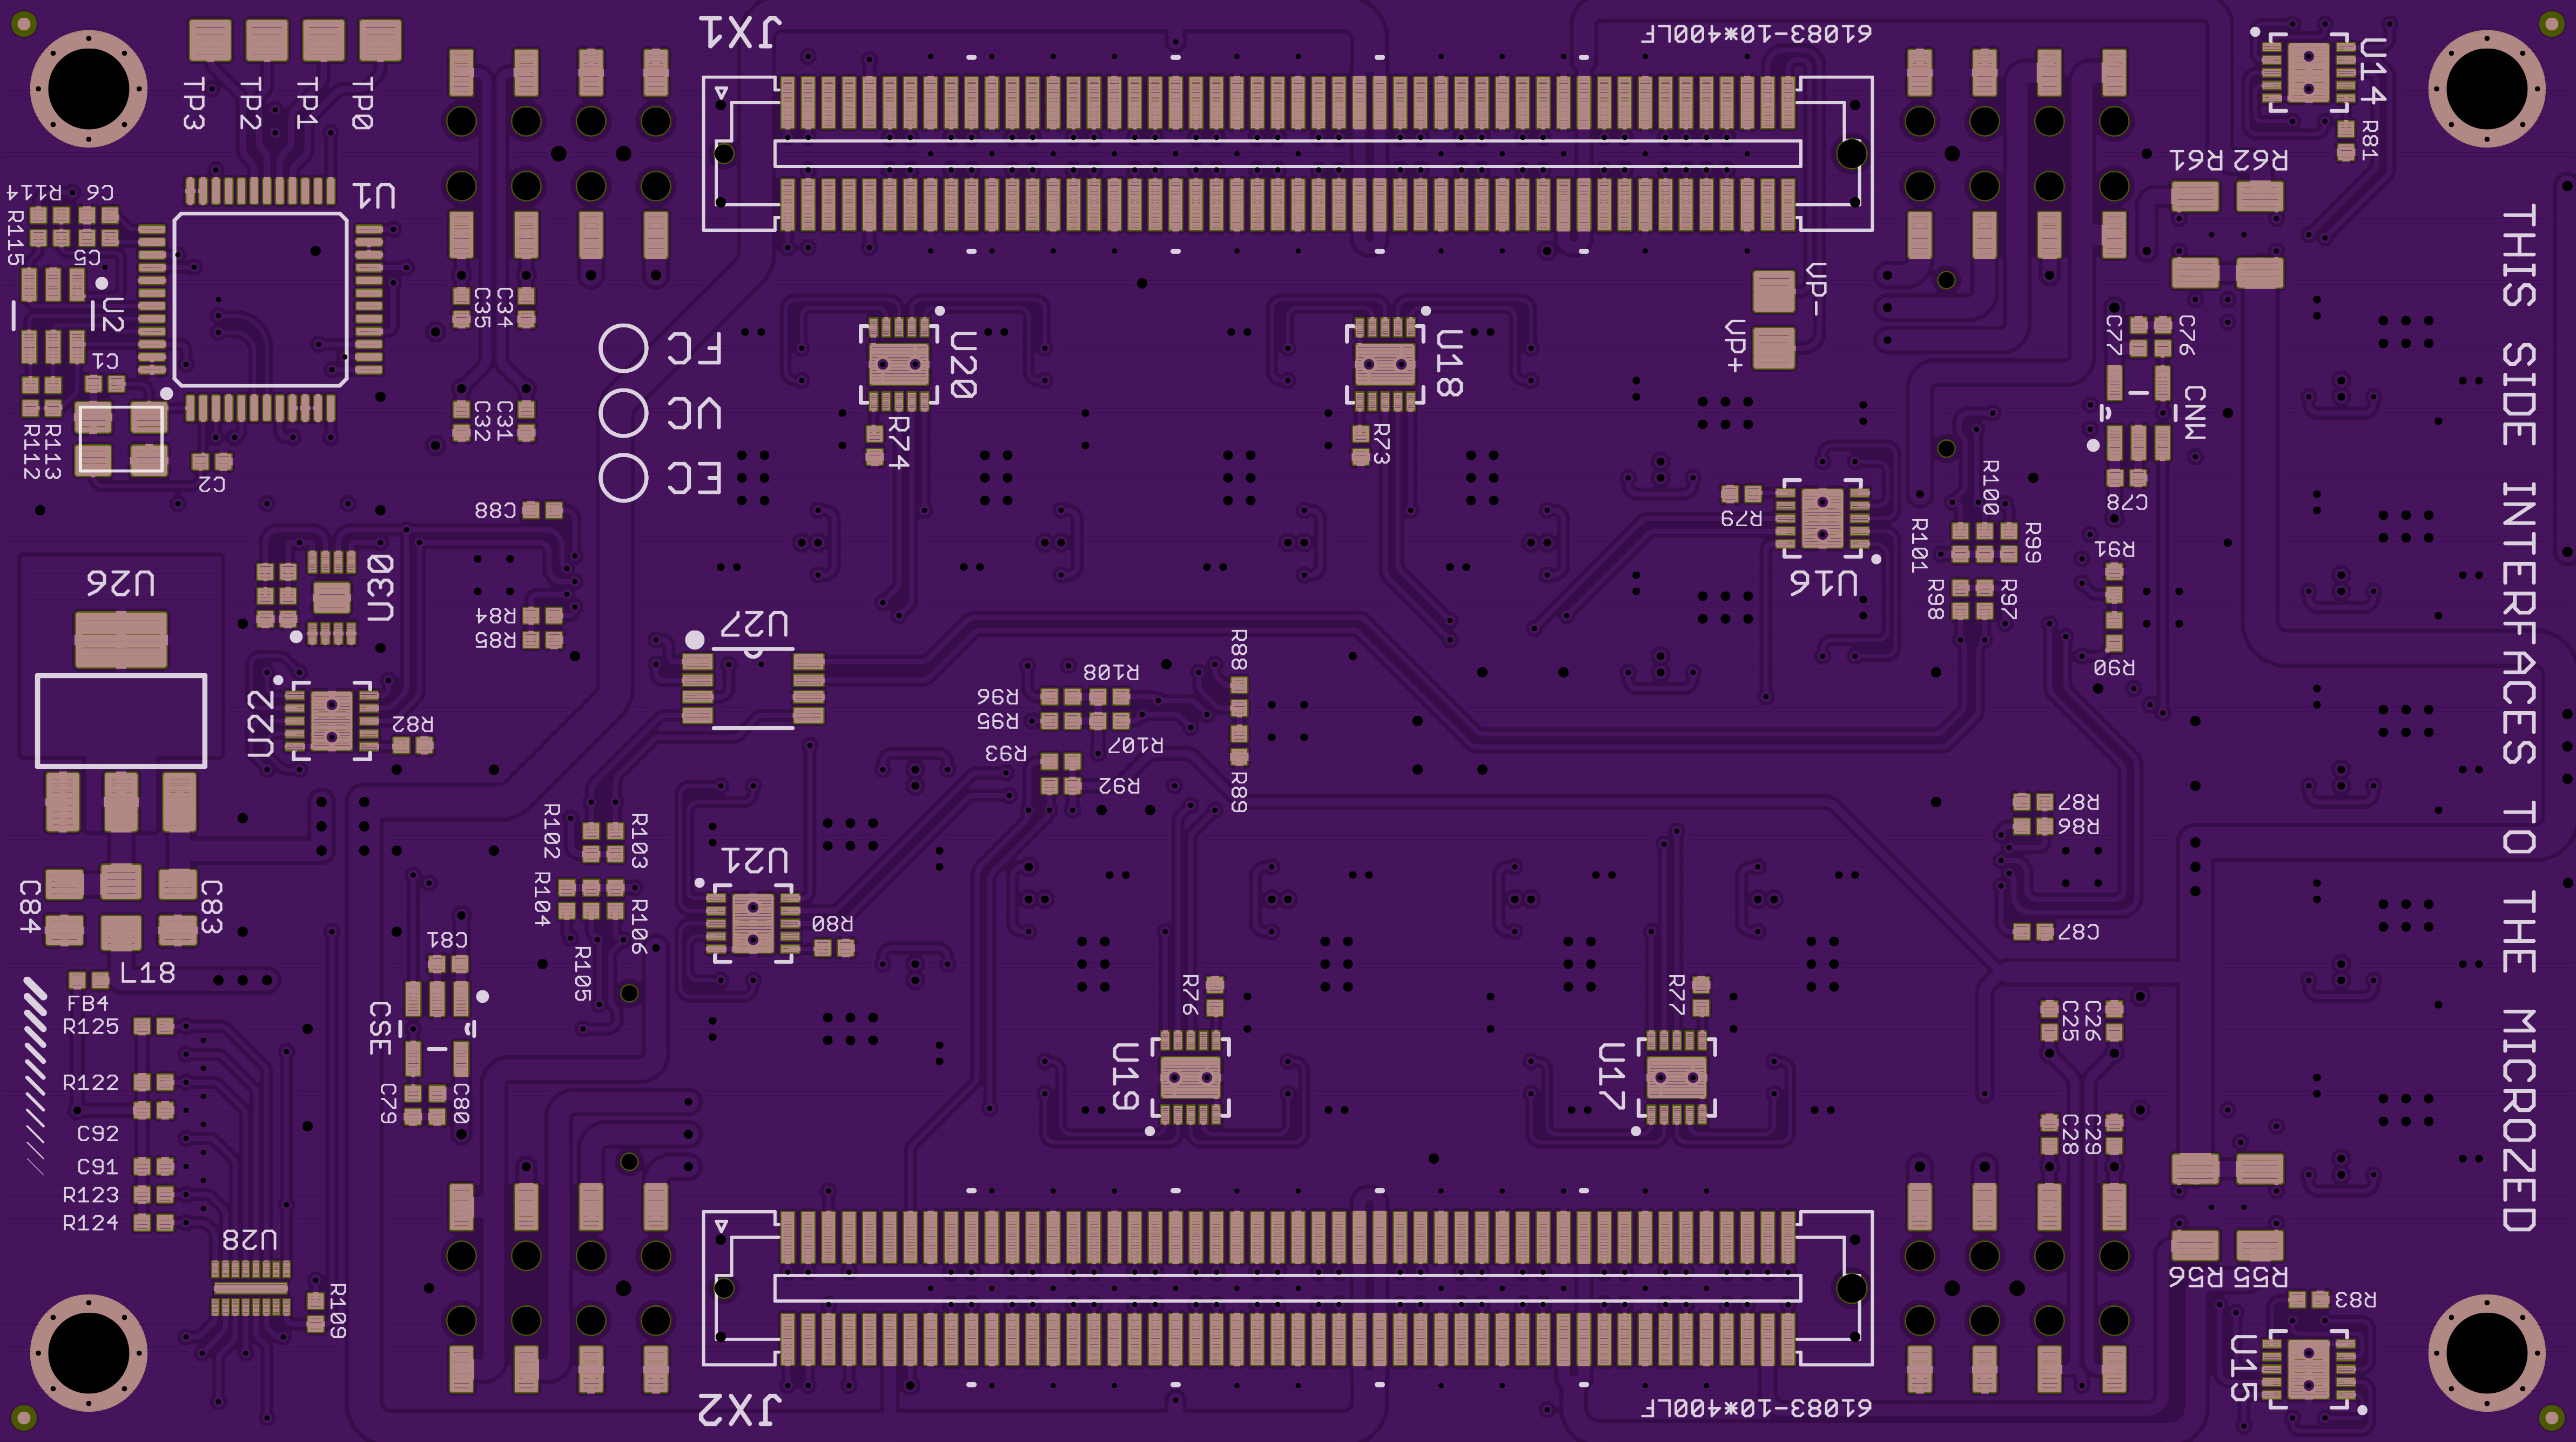 JX1
61083-10*400LF
U14
TP3
TP2
TP1
TP0
R81
R61
R62
R114
C6
U1
R115
C5
U2
C35
C34
VP-
VP+
C77
C76
C1
FC
VC
EC
U20
U18
R74
R73
C32
C31
CNM
R112
R113
C2
C88
R79
R100
C78
R101
R99
R91
U26
U30
U16
R98
R97
R84
R85
U27
R88
R90
R108
R96
R95
R107
U22
R82
R93
R92
R89
R102
R103
R87
R86
U21
R104
R106
R80
C84
C83
C87
C81
R105
L18
FB4
R76
R77
CSE
R125
C25
C26
U19
U17
R122
C79
C80
C92
C28
C29
C91
R123
R124
U28
R109
R56
R55
R83
U15
JX2
61083-10*400LF
THIS SIDE INTERFACES TO THE MICROZED